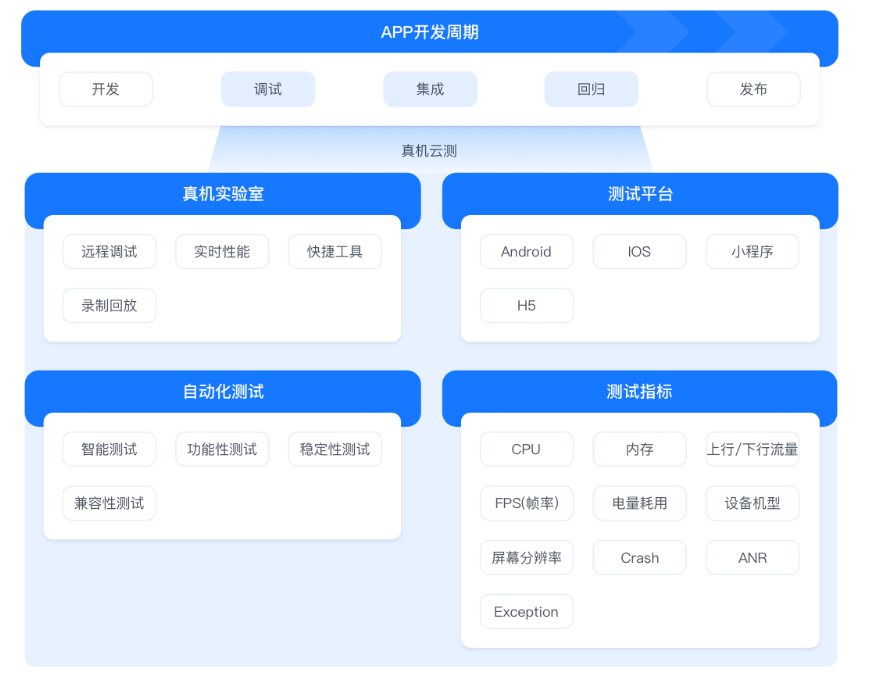 APP开发周期
开发 调试 集成 回归 发布
真机云测
真机实验室
远程调试 实时性能 快捷工具
录制回放
测试平台
Android IOS 小程序
H5
自动化测试
智能测试 功能性测试 稳定性测试
兼容性测试
测试指标
CPU 内存 上行/下行流量
FPS(帧率) 电量耗用 设备机型
屏幕分辨率 Crash ANR
Exception